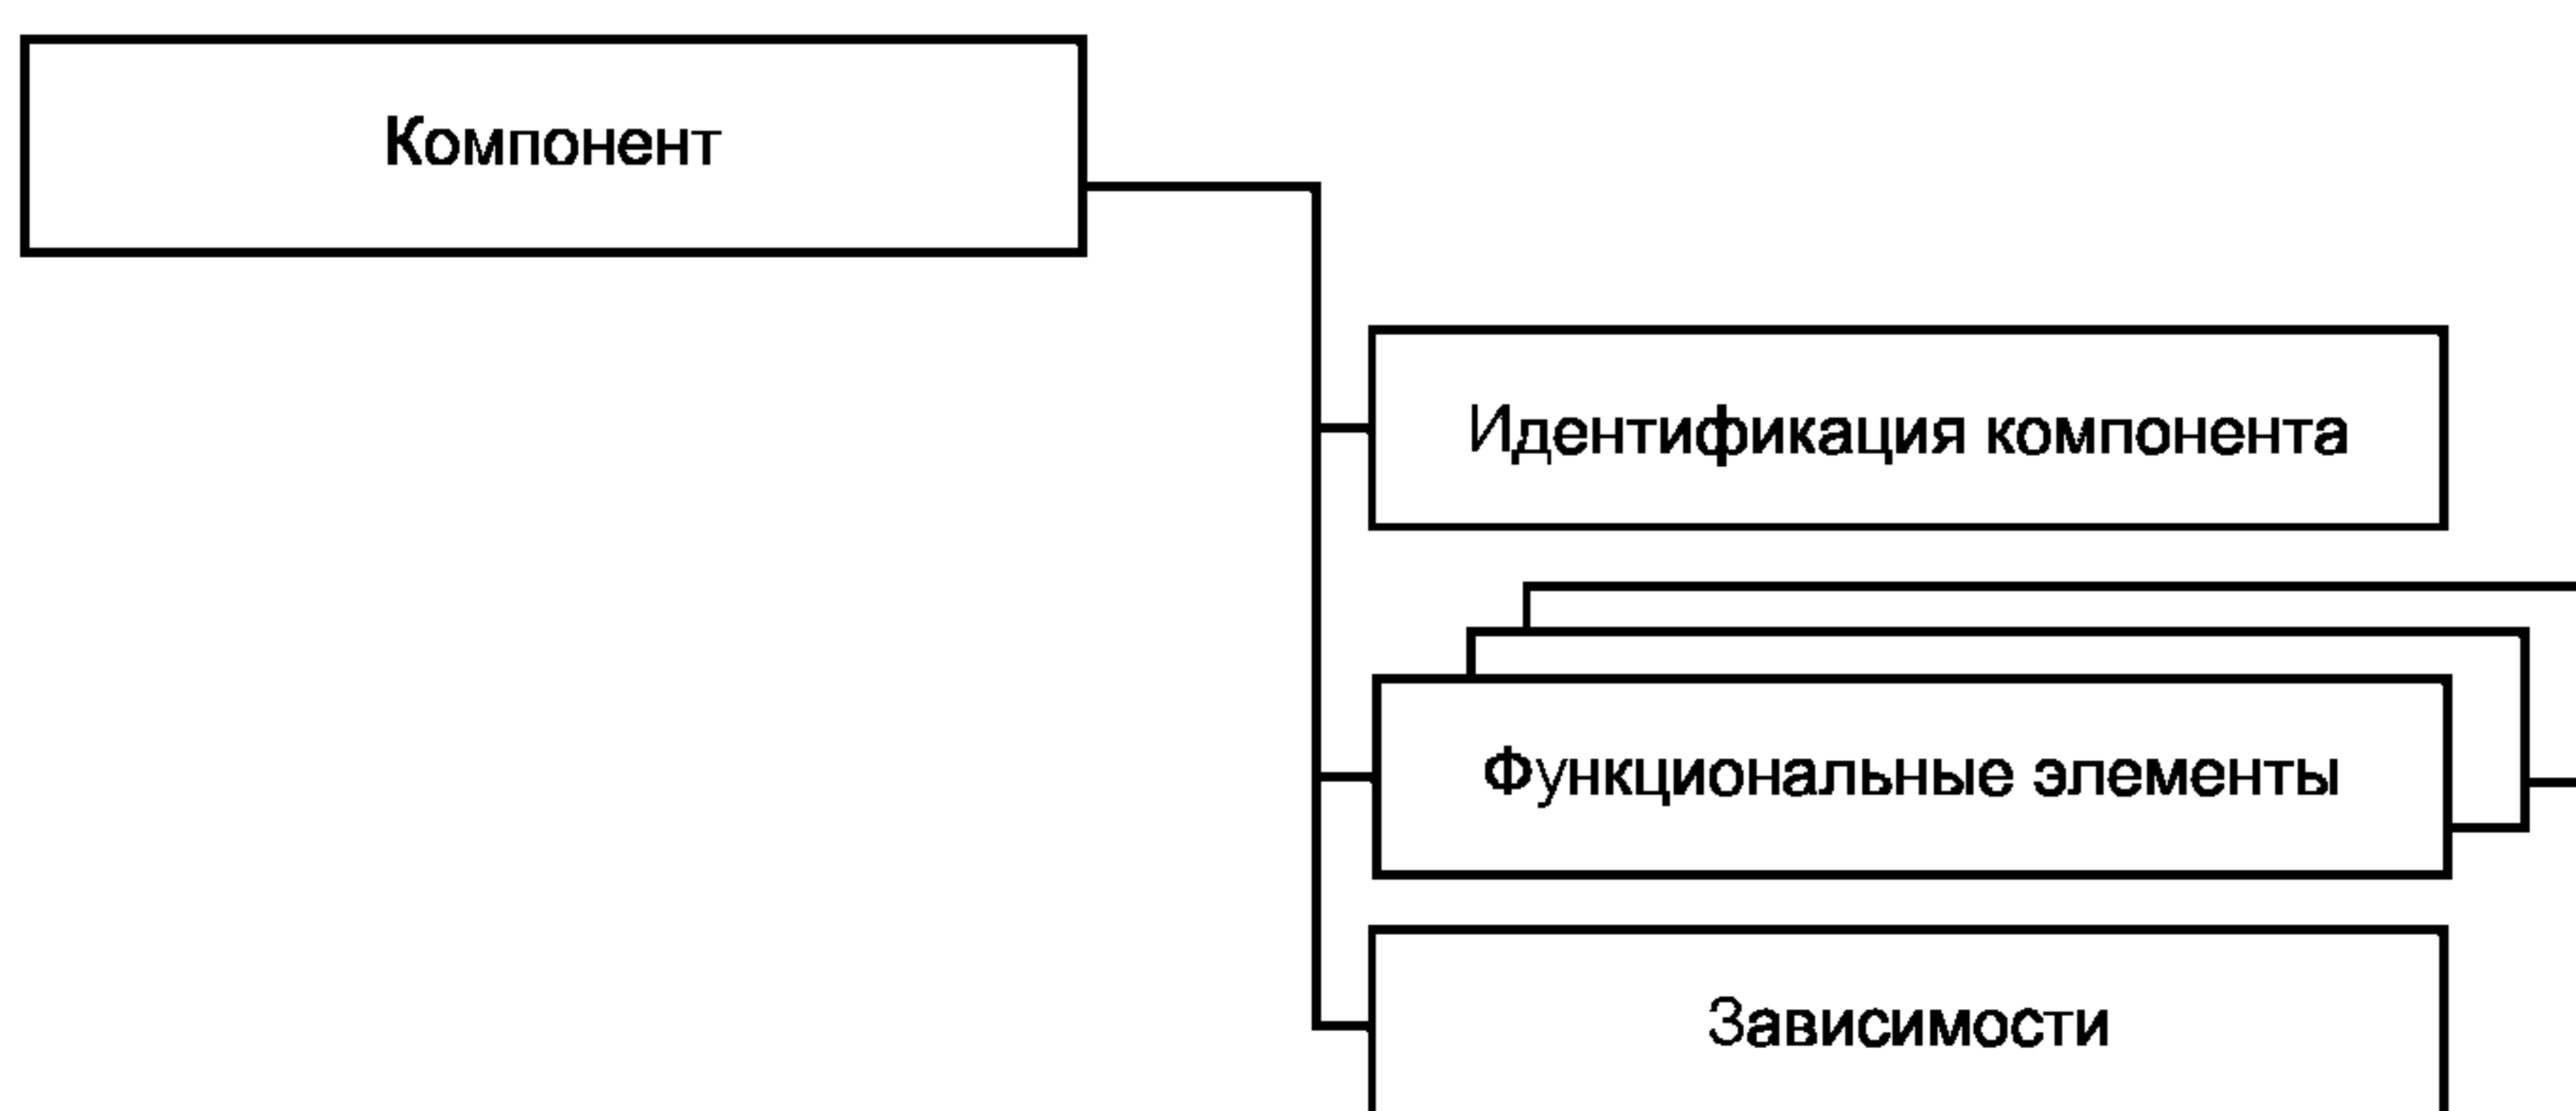 Компонент
Идентификация компонента
Функциональные элементы
Зависимости